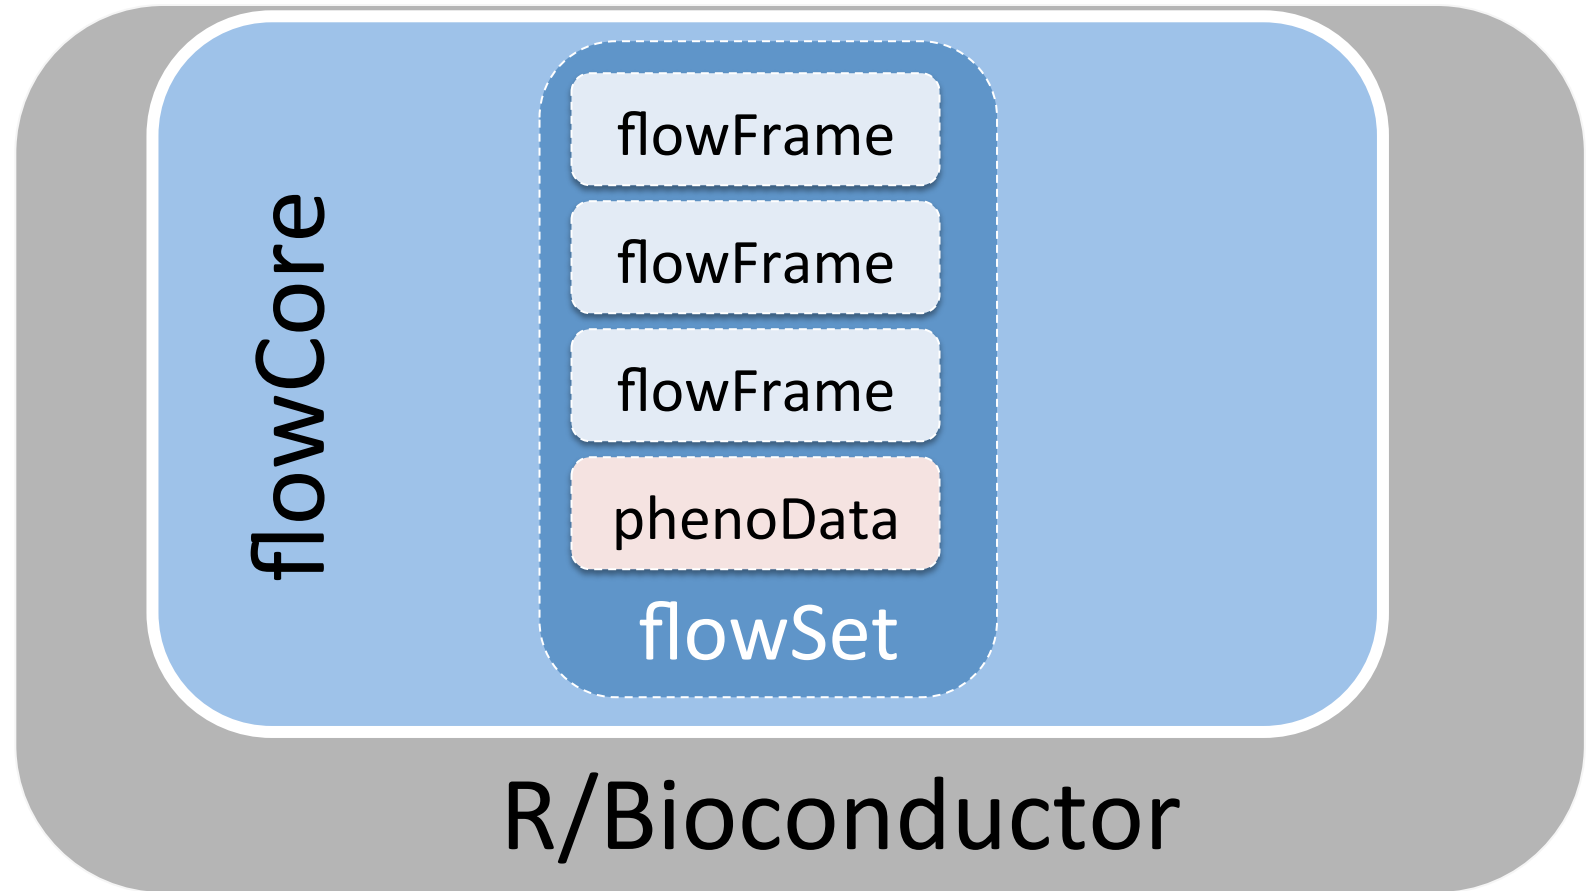 flowCore
flowFrame
flowFrame
flowFrame
phenoData
flowSet
R/Bioconductor